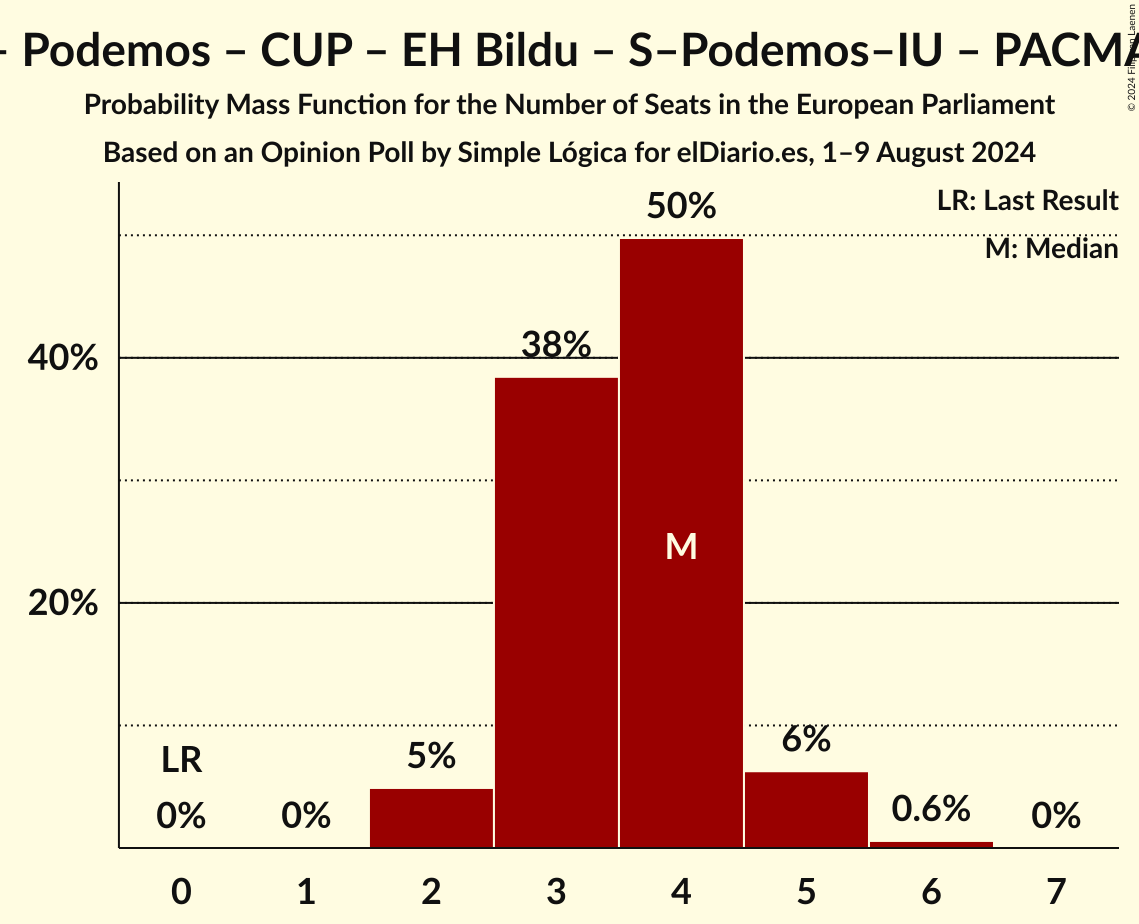 – Podemos – CUP – EH Bildu – S–Podemos–IU – PACMA
Probability Mass Function for the Number of Seats in the European Parliament
Based on an Opinion Poll by Simple Lógica for elDiario.es, 1–9 August 2024
© 2024 Filip van Laenen
LR: Last Result
M: Median
50%
38%
40%
M
20%
6%
5%
LR
0.6%
0%
0%
0%
0 1 2 3 4 5 6 7